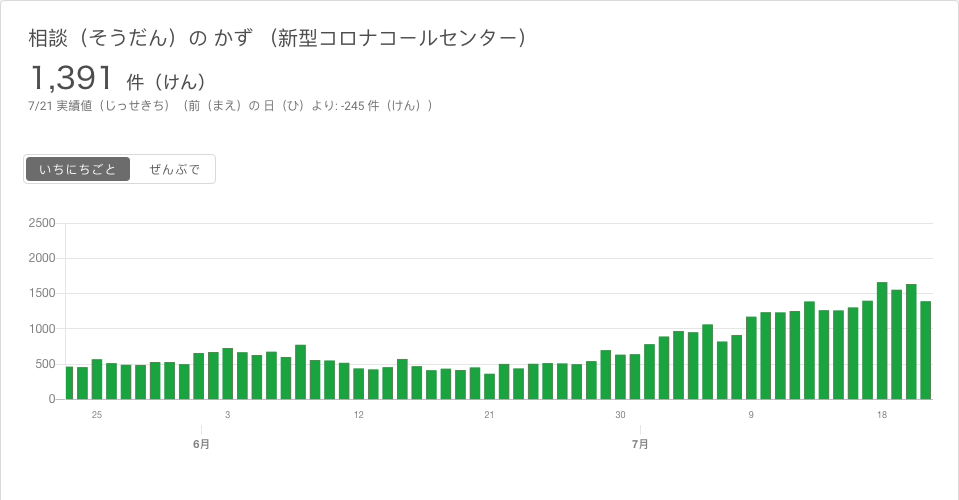 相談（そうだん）の かず （新型コロナコールセンター）
1,391 件（けん）
7/21 実績値（じっせきち）（前（まえ）の 日（ひ）より: -245 件（けん））
いちにちごと ぜんぶで
2500
2000
1500
1000
500
0
25 3 12 21 30 9 18
6月 7月